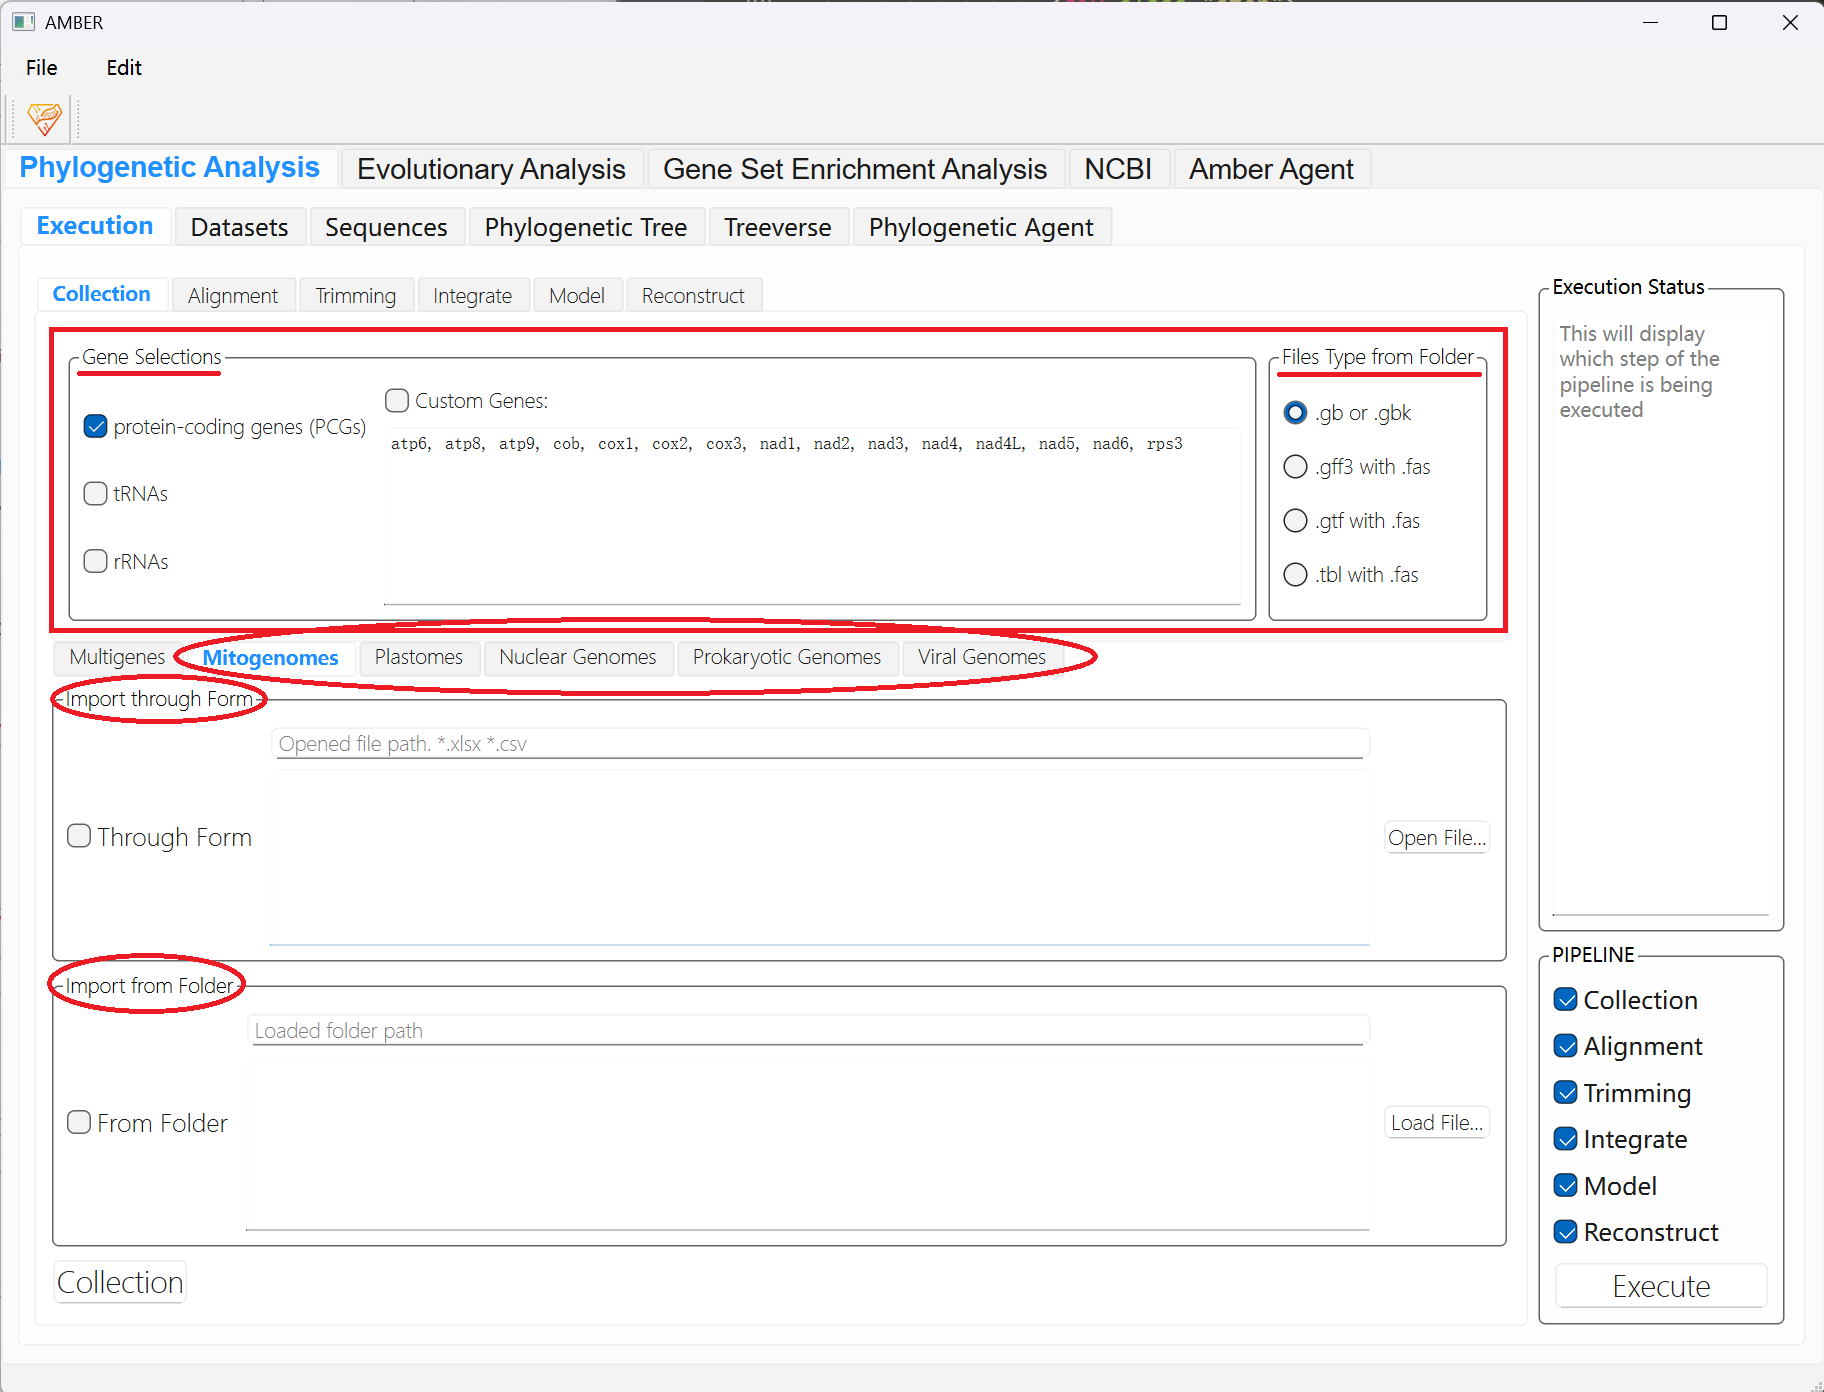 AMBER
File Edit
Phylogenetic Analysis Evolutionary Analysis Gene Set Enrichment Analysis NCBI Amber Agent
Execution Datasets Sequences Phylogenetic Tree Treeverse Phylogenetic Agent
Collection Alignment Trimming Integrate Model Reconstruct
Gene Selections
protein-coding genes (PCGs)
tRNAs
rRNAs
Custom Genes:
atp6, atp8, atp9, cob, cox1, cox2, cox3, nad1, nad2, nad3, nad4, nad4L, nad5, nad6, rps3
Files Type from Folder
.gb or .gbk
.gff3 with .fas
.gtf with .fas
.tbl with .fas
Multigenes Mitogenomes Plastomes Nuclear Genomes Prokaryotic Genomes Viral Genomes
Import through Form
Opened file path. *.xlsx *.csv
Through Form
Open File...
Import from Folder
Loaded folder path
From Folder
Load File...
Collection
Execution Status
This will display
which step of the
pipeline is being
executed
PIPELINE
Collection
Alignment
Trimming
Integrate
Model
Reconstruct
Execute